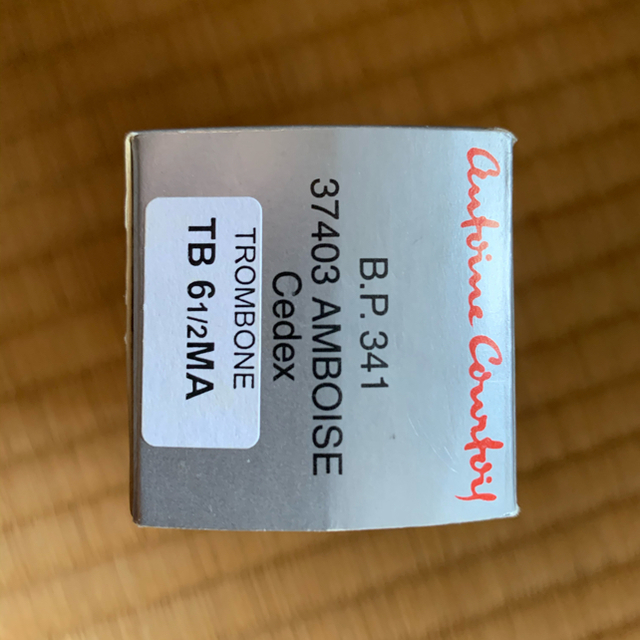 Antoine Courtois
B.P. 341
37403 AMBOISE
Cedex
TROMBONE
TB 61/2MA